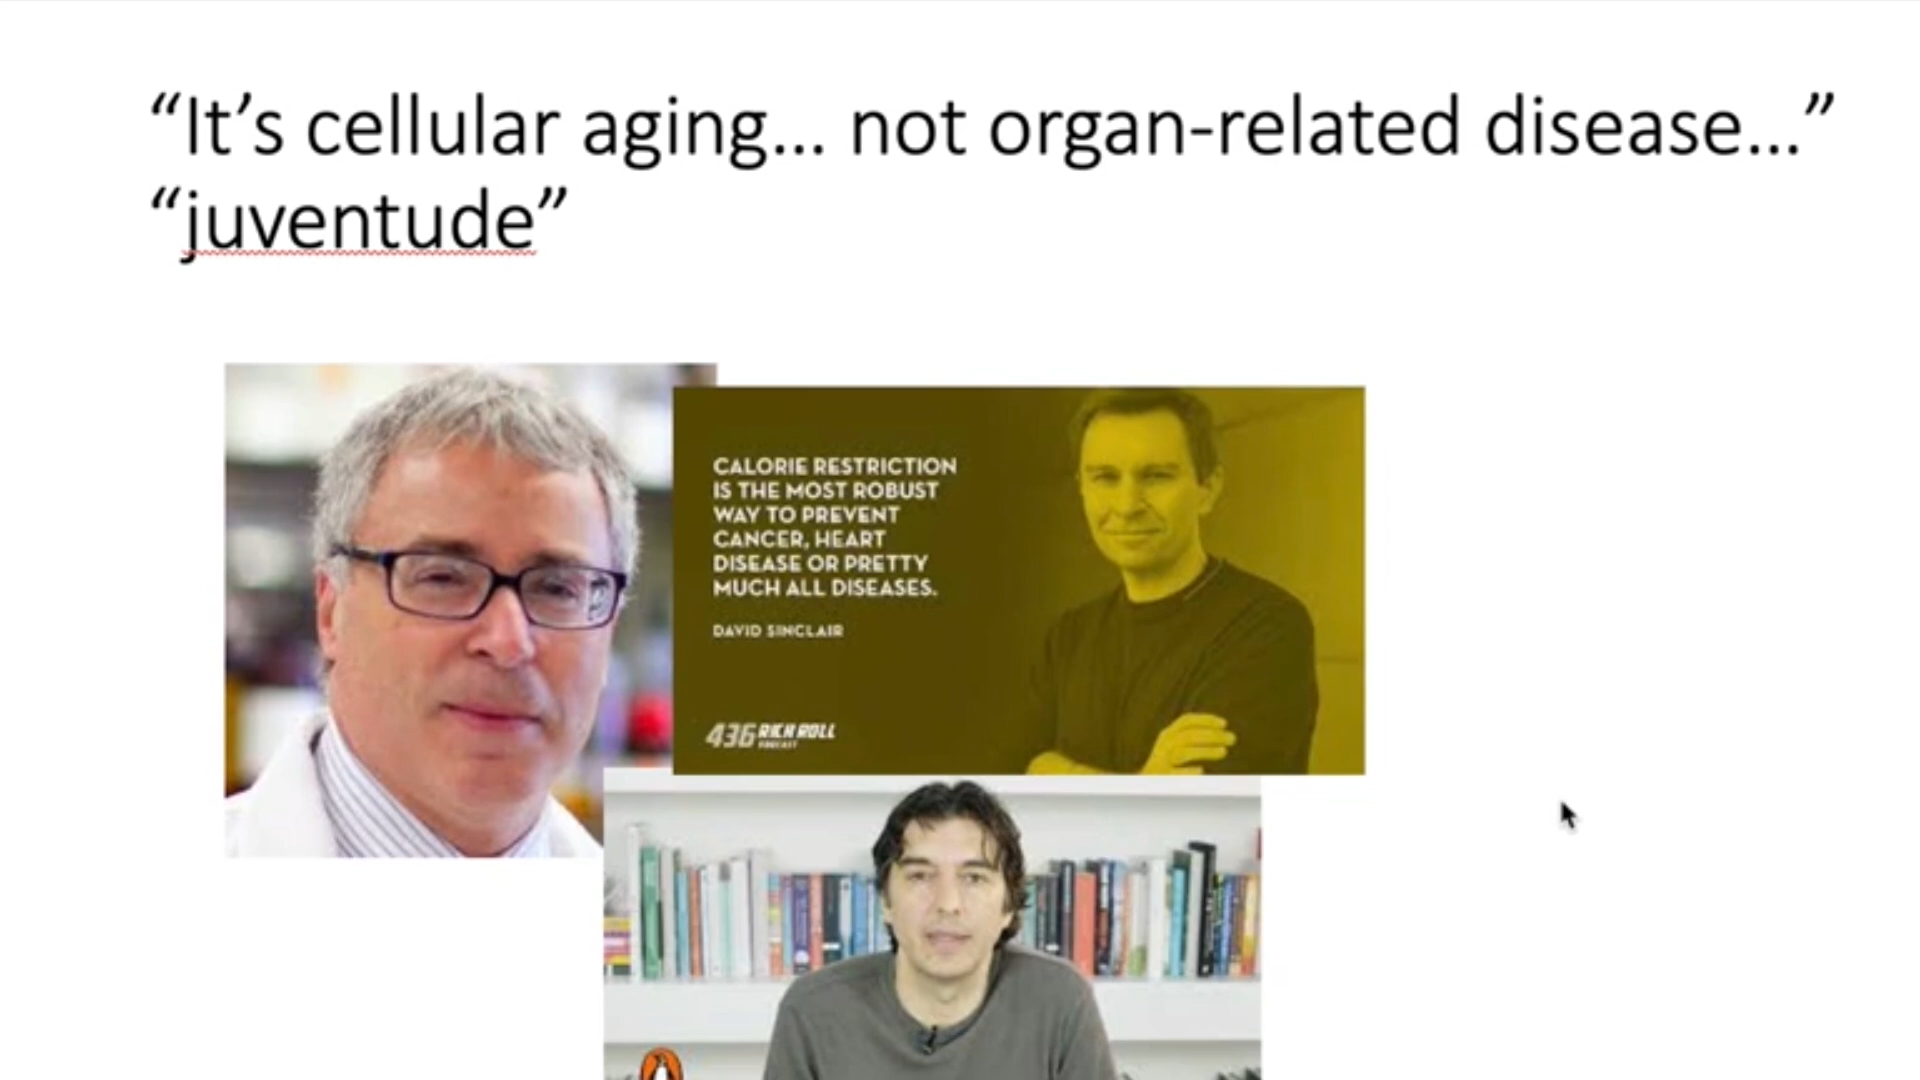 “It’s cellular aging... not organ-related disease...”
“juventude”
CALORIE RESTRICTION
IS THE MOST ROBUST
WAY TO PREVENT
CANCER, HEART
DISEASE OR PRETTY
MUCH ALL DISEASES.
DAVID SINCLAIR
436 RICH ROLL
PODCAST